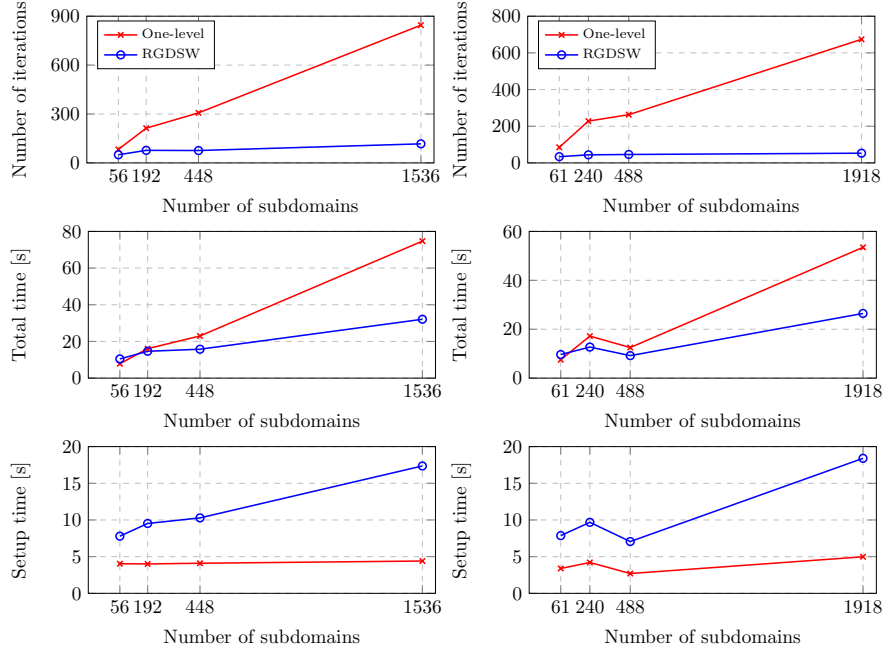 Number of iterations
900
600
300
0
One-level
RGDSW
56 192 448 1536
Number of subdomains
Number of iterations
800
600
400
200
0
One-level
RGDSW
61 240 488 1918
Number of subdomains
Total time [s]
80
60
40
20
0
56 192 448 1536
Number of subdomains
Total time [s]
60
40
20
0
61 240 488 1918
Number of subdomains
Setup time [s]
20
15
10
5
0
56 192 448 1536
Number of subdomains
Setup time [s]
20
15
10
5
0
61 240 488 1918
Number of subdomains